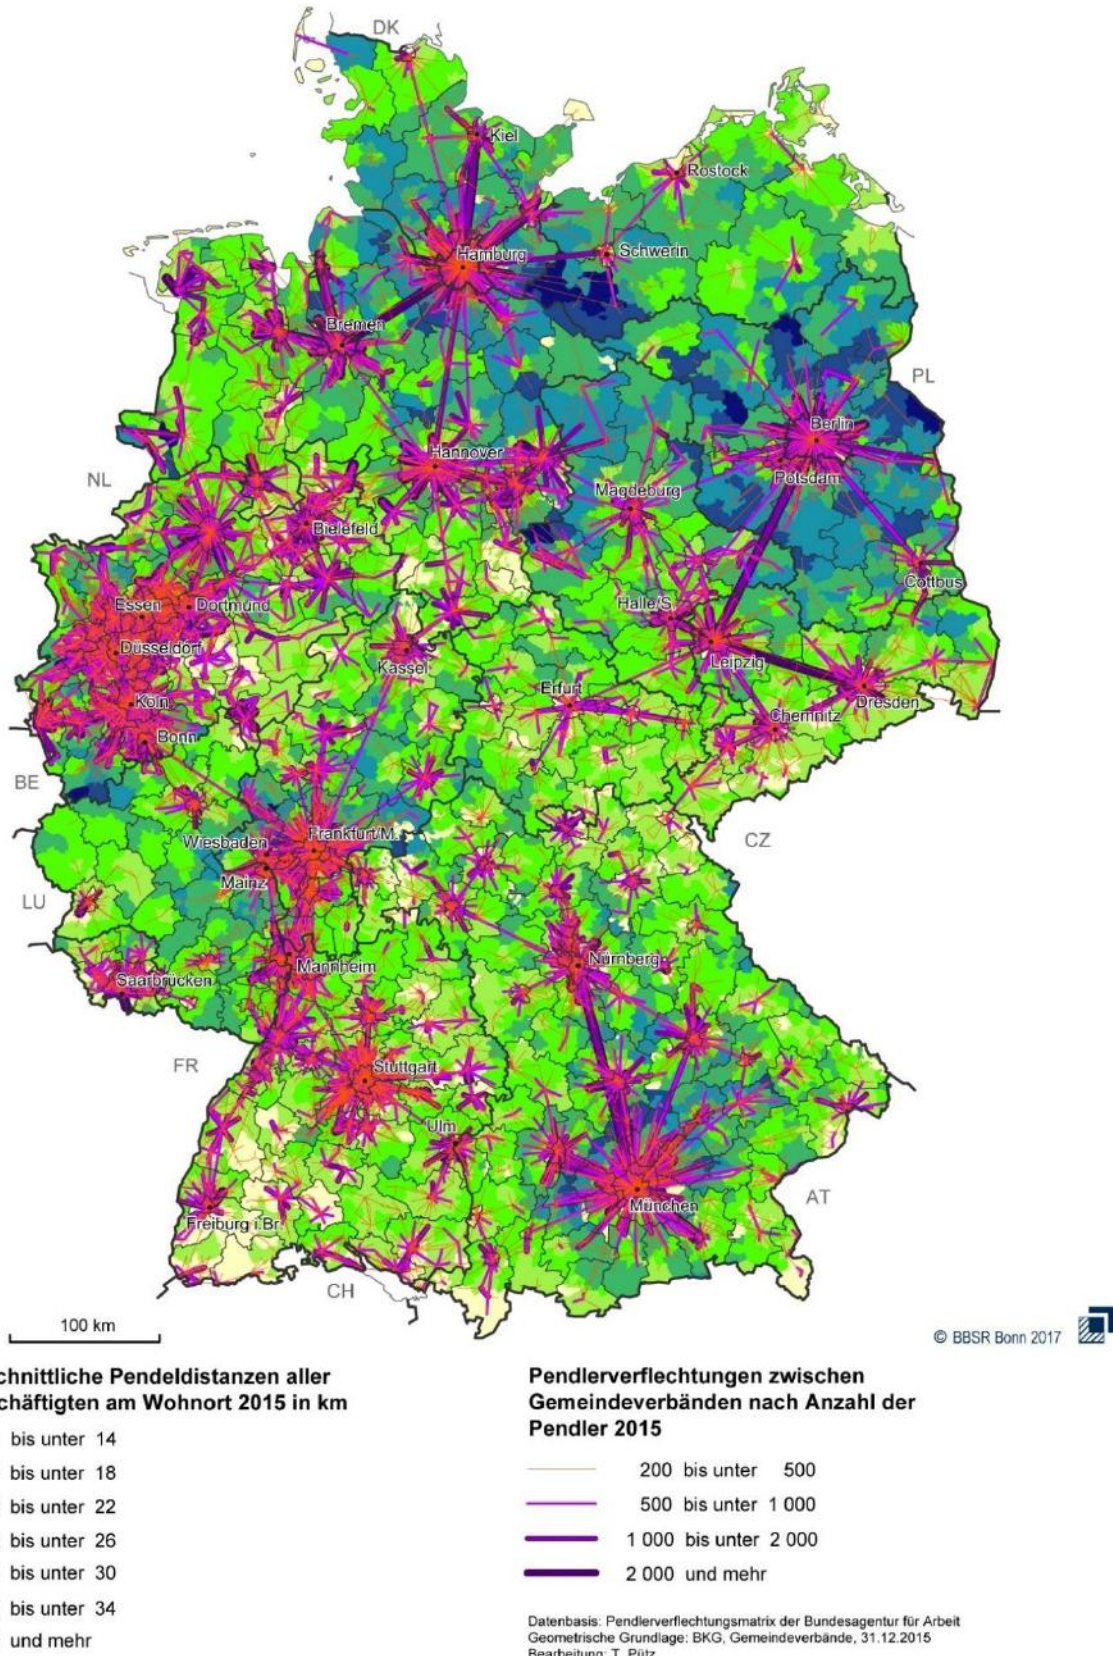 DK
Kiel
Rostock
Hamburg
Schwerin
Bremen
PL
Berlin
Hannover
NL
Potsdam
Magdeburg
Bielefeld
Cottbus
Essen
Dortmund
Halle/S.
Düsseldorf
Kassel
Leipzig
Erfurt
Dresden
Köln
Chemnitz
Bonn
BE
Wiesbaden
Frankfurt/M.
CZ
Mainz
LU
Nürnberg
Mannheim
Saarbrücken
FR
Stuttgart
Ulm
AT
München
Freiburg i.Br.
CH
100 km
© BBSR Bonn 2017
chnittliche Pendeldistanzen aller
chäftigten am Wohnort 2015 in km
bis unter 14
bis unter 18
bis unter 22
bis unter 26
bis unter 30
bis unter 34
und mehr
Pendlerverflechtungen zwischen
Gemeindeverbänden nach Anzahl der
Pendler 2015
200 bis unter 500
500 bis unter 1 000
1 000 bis unter 2 000
2 000 und mehr
Datenbasis: Pendlerverflechtungsmatrix der Bundesagentur für Arbeit
Geometrische Grundlage: BKG, Gemeindeverbände, 31.12.2015
Bearbeitung: T. Pütz